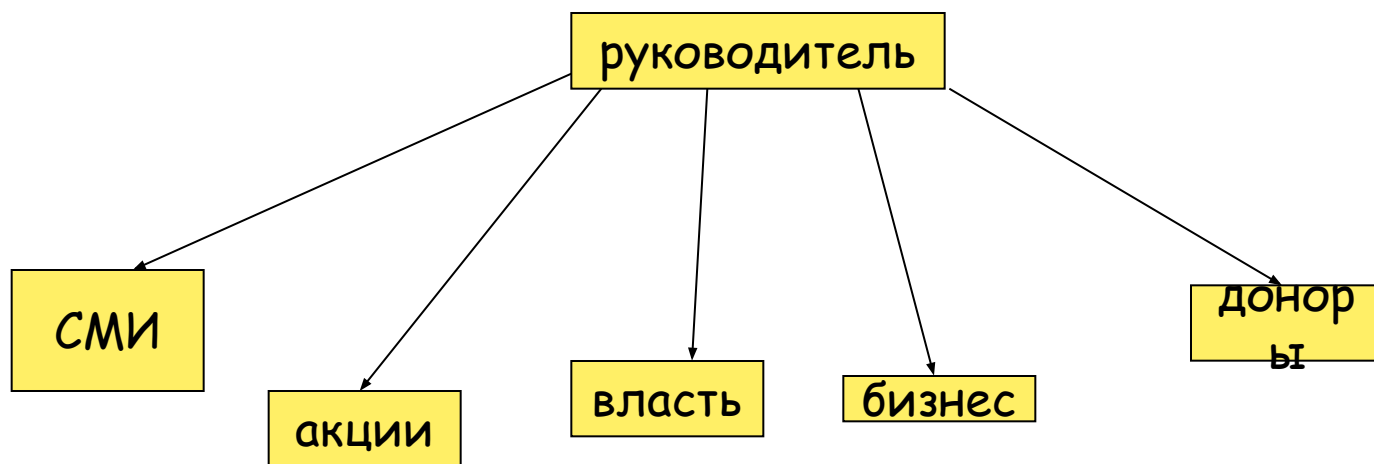 руководитель
СМИ
акции
власть
бизнес
донор
ы